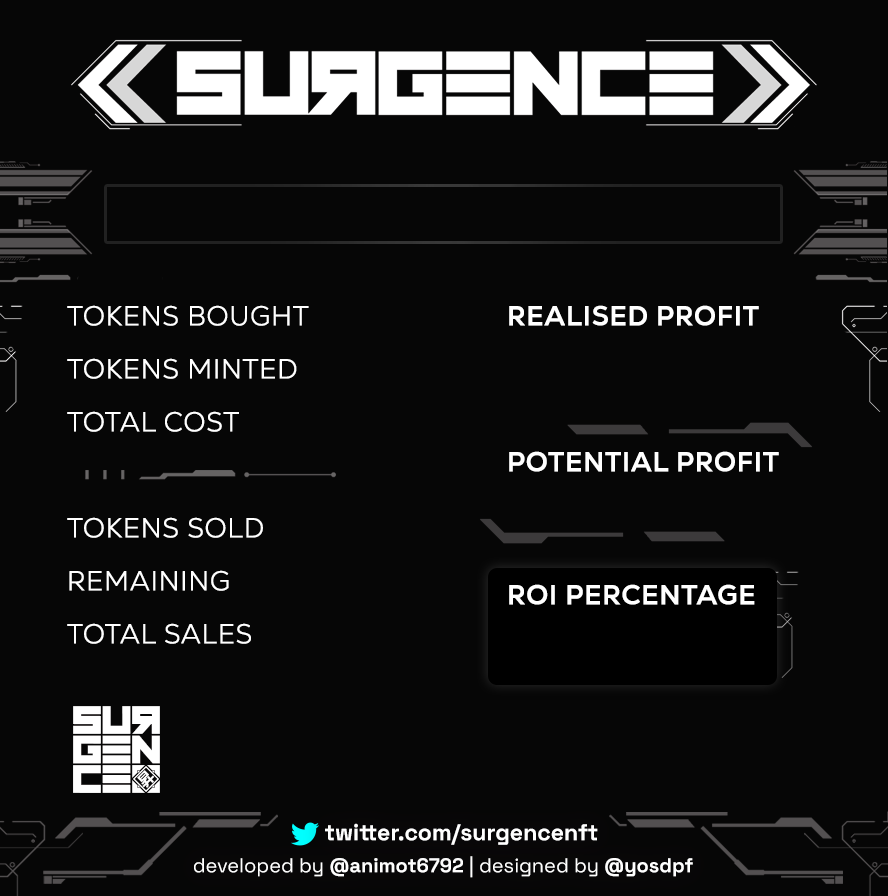 SURGENCE
TOKENS BOUGHT
TOKENS MINTED
TOTAL COST
TOKENS SOLD
REMAINING
TOTAL SALES
REALISED PROFIT
POTENTIAL PROFIT
ROI PERCENTAGE
SUR
GEN
CE
twitter.com/surgencenft
developed by @animot6792 | designed by @yosdpf